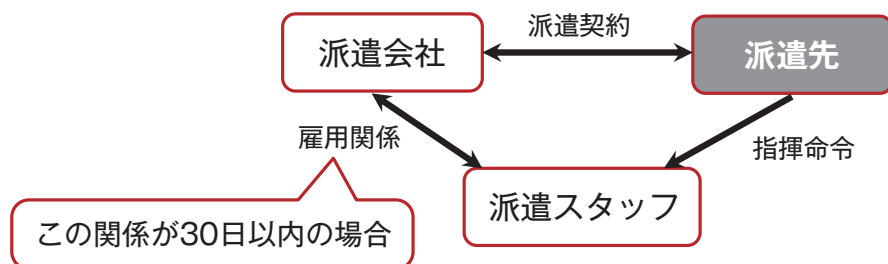 派遣契約
派遣会社
派遣先
雇用関係
指揮命令
派遣スタッフ
この関係が30日以内の場合